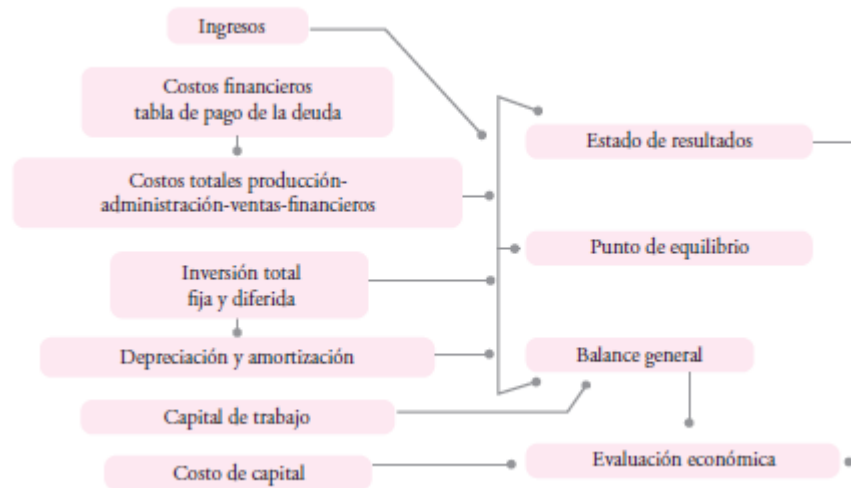 Ingresos
Costos financieros
tabla de pago de la deuda
Costos totales producción-
administración-ventas-financieros
Inversión total
fija y diferida
Depreciación y amortización
Capital de trabajo
Costo de capital
Estado de resultados
Punto de equilibrio
Balance general
Evaluación económica